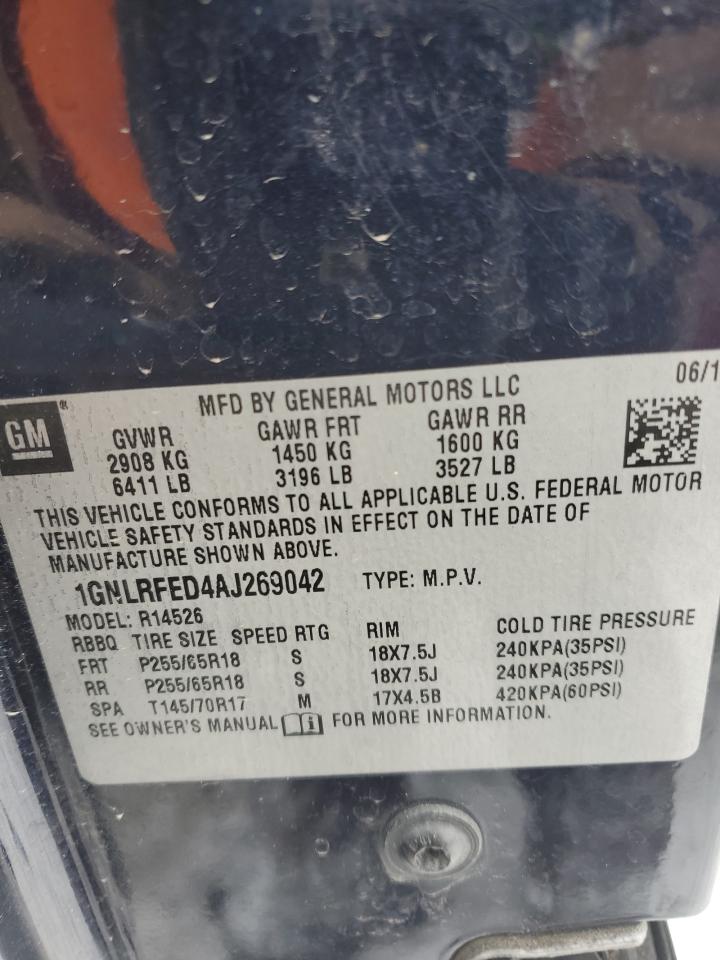 06/1
MFD BY GENERAL MOTORS LLC
GM®
GVWR GAWR FRT GAWR RR
2908 KG 1450 KG 1600 KG
6411 LB 3196 LB 3527 LB
THIS VEHICLE CONFORMS TO ALL APPLICABLE U.S. FEDERAL MOTOR
VEHICLE SAFETY STANDARDS IN EFFECT ON THE DATE OF
MANUFACTURE SHOWN ABOVE.
1GNLRFED4AJ269042 TYPE: M.P.V.
MODEL: R14526
RBBQ TIRE SIZE SPEED RTG RIM COLD TIRE PRESSURE
FRT P255/65R18 S 18X7.5J 240KPA(35PSI)
RR P255/65R18 S 18X7.5J 240KPA(35PSI)
SPA T145/70R17 M 17X4.5B 420KPA(60PSI)
SEE OWNER'S MANUAL i FOR MORE INFORMATION.